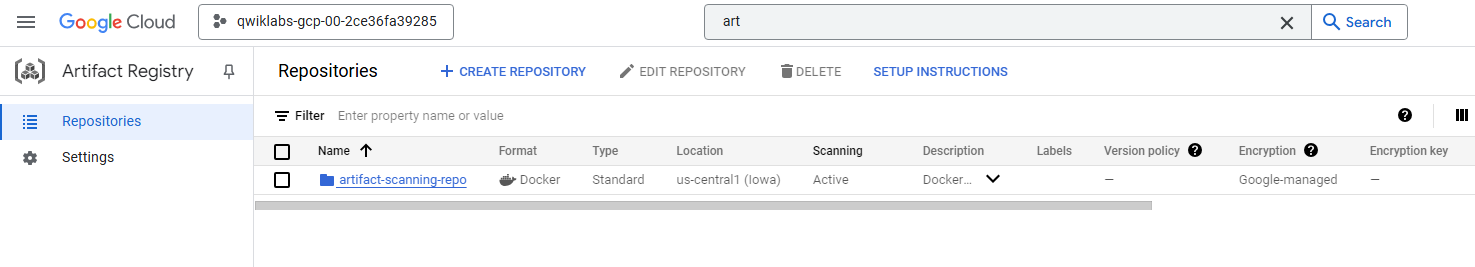 Google Cloud qwiklabs-gcp-00-2ce36fa39285 art Search
Artifact Registry Repositories CREATE REPOSITORY EDIT REPOSITORY DELETE SETUP INSTRUCTIONS
Repositories
Settings
Filter Enter property name or value
Name Format Type Location Scanning Description Labels Version policy Encryption Encryption key
artifact-scanning-repo Docker Standard us-central1 (Iowa) Active Docker... — Google-managed —